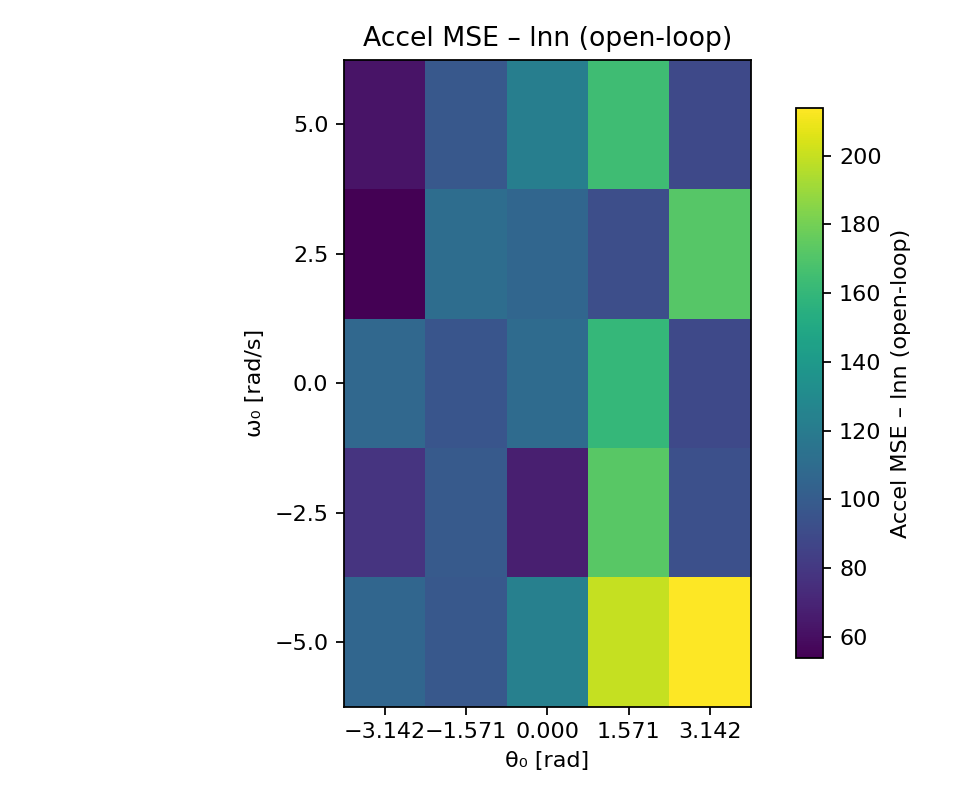 Accel MSE – lnn (open-loop)
5.0
2.5
0.0
−2.5
−5.0
ω₀ [rad/s]
−3.142 −1.571 0.000 1.571 3.142
θ₀ [rad]
200
180
160
140
120
100
80
60
Accel MSE – lnn (open-loop)